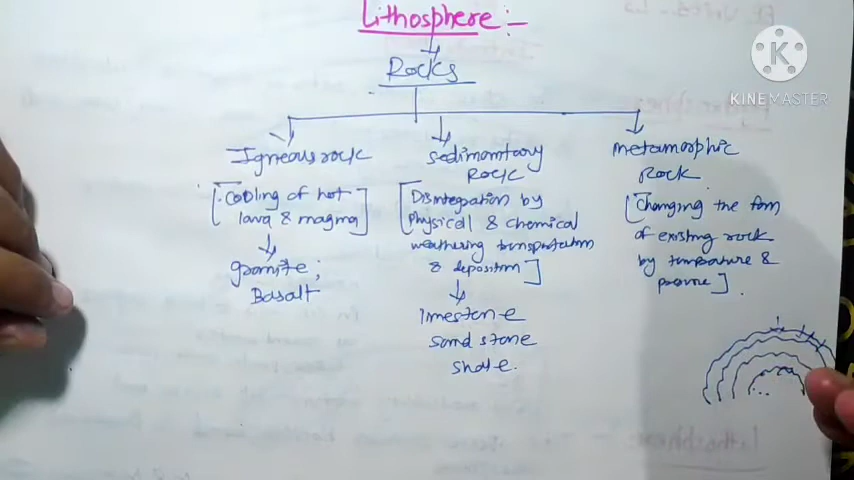 Lithosphere :-
Rocks
Igneous rock
[Cooling of hot
lava & magma]
granite ;
Basalt
Sedimontary
Rock
[Disintegration by
physical & chemical
weathering transportation
& deposition]
limestone
sand stone
shale.
metamorphic
Rock
[Changing the form
of existing rock
by temperature &
pressure]
KINEMASTER